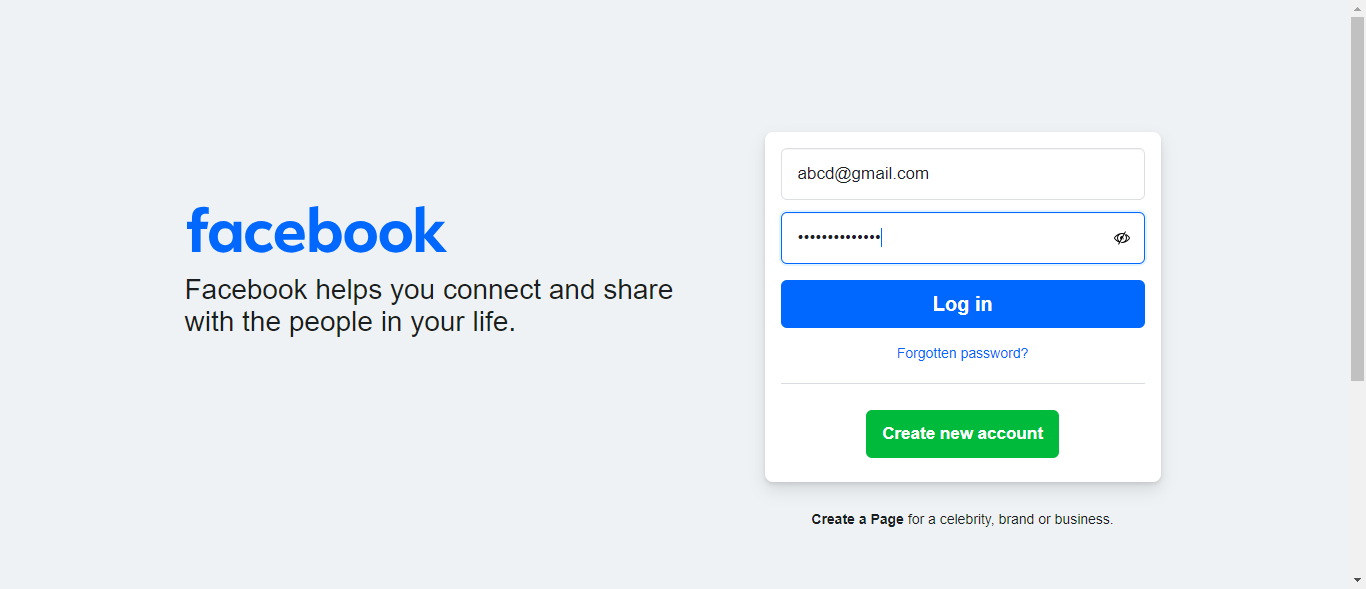 facebook
Facebook helps you connect and share
with the people in your life.
abcd@gmail.com
••••••••••••••
Log in
Forgotten password?
Create new account
Create a Page for a celebrity, brand or business.